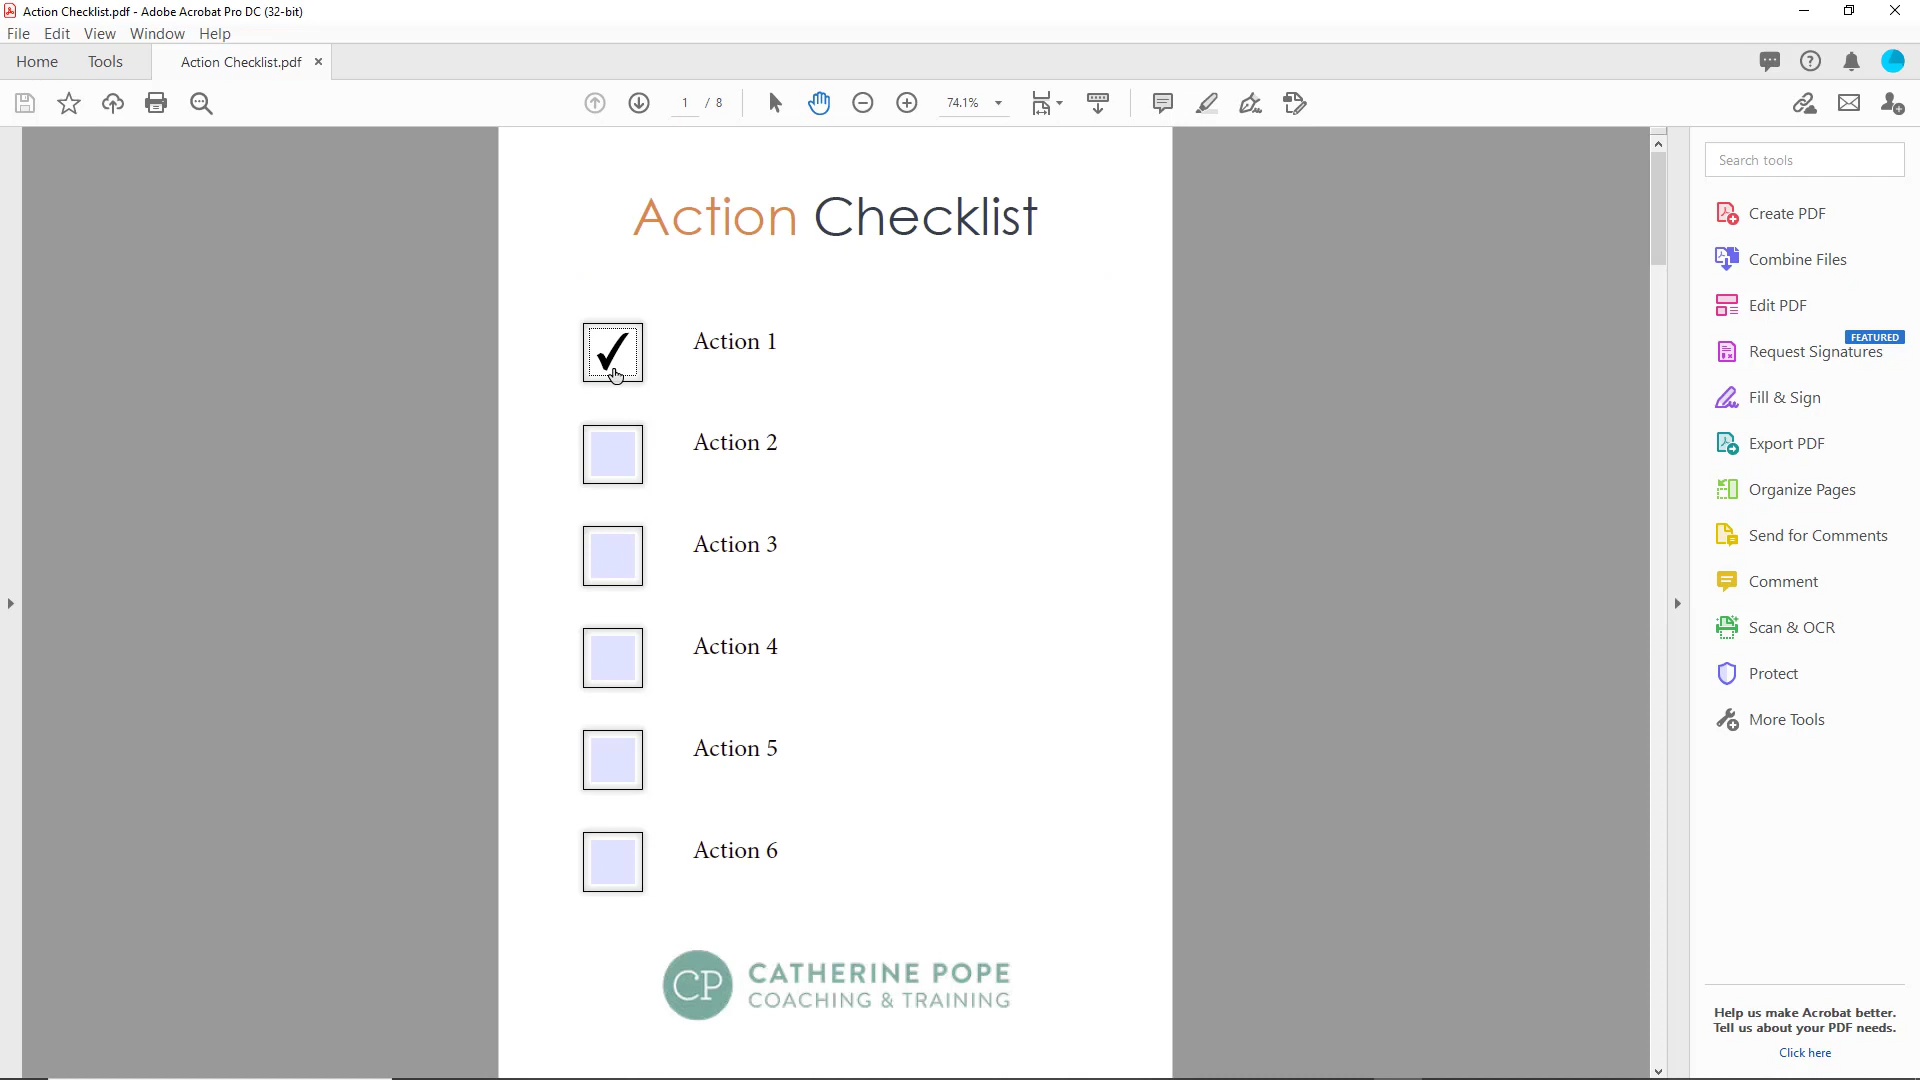 Action Checklist.pdf - Adobe Acrobat Pro DC (32-bit)
File Edit View Window Help
Home Tools Action Checklist.pdf
1 / 8 74.1%
Search tools
Create PDF
Combine Files
Edit PDF
FEATURED
Request Signatures
Fill & Sign
Export PDF
Organize Pages
Send for Comments
Comment
Scan & OCR
Protect
More Tools
Action Checklist
Action 1
Action 2
Action 3
Action 4
Action 5
Action 6
CP
CATHERINE POPE
COACHING & TRAINING
Help us make Acrobat better.
Tell us about your PDF needs.
Click here